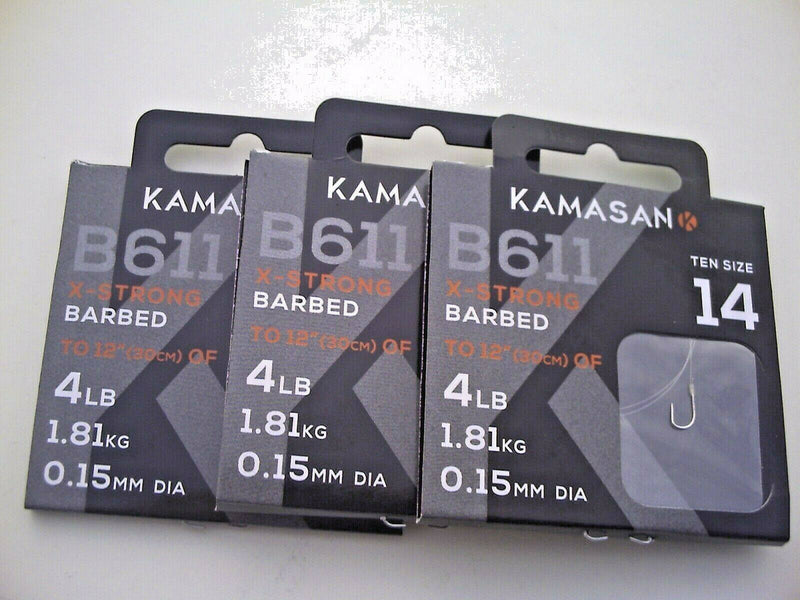 KAMA
B611
X-STRONG
BARBED
TO 12"(30CM) OF
4LB
1.81KG
0.15MM DIA
KAMA
B611
X-STRONG
BARBED
TO 12"(30CM) OF
4LB
1.81KG
0.15MM DIA
KAMASAN K
B611
X-STRONG
BARBED
TO 12"(30CM) OF
4LB
1.81KG
0.15MM DIA
TEN SIZE
14